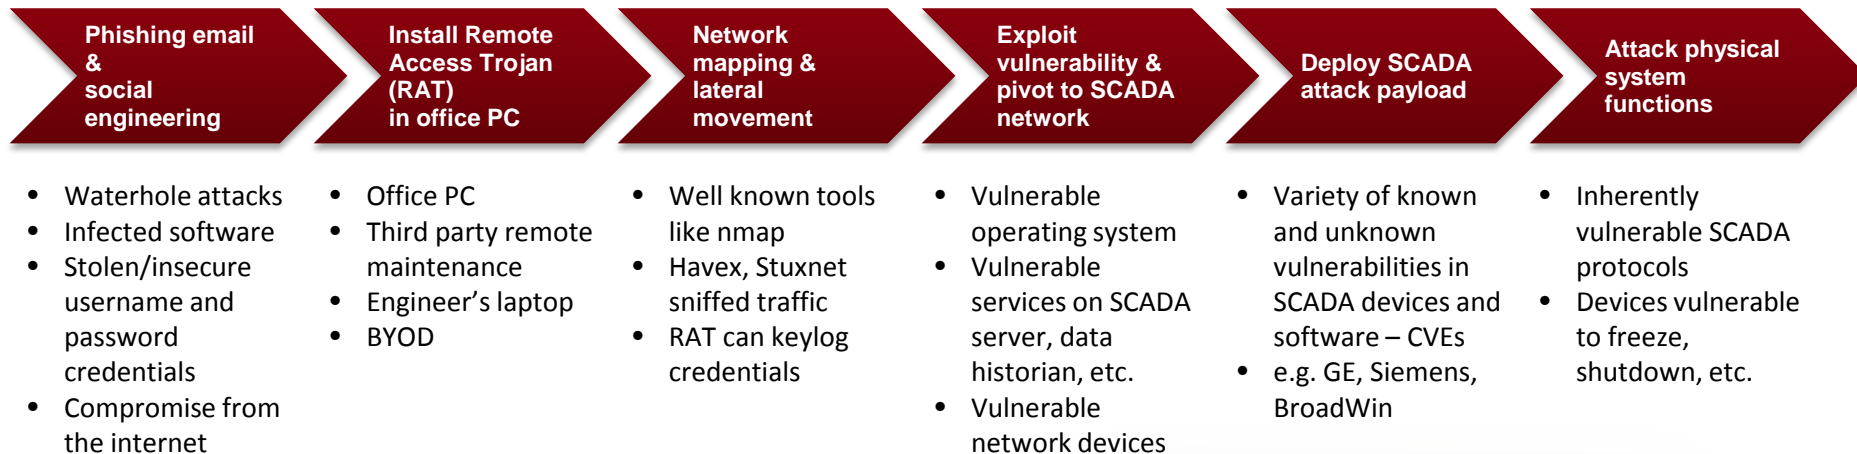 Phishing email
&
social
engineering
Install Remote
Access Trojan
(RAT)
in office PC
Network
mapping &
lateral
movement
Exploit
vulnerability &
pivot to SCADA
network
Deploy SCADA
attack payload
Attack physical
system
functions
• Waterhole attacks
• Infected software
• Stolen/insecure
username and
password
credentials
• Compromise from
the internet
• Office PC
• Third party remote
maintenance
• Engineer’s laptop
• BYOD
• Well known tools
like nmap
• Havex, Stuxnet
sniffed traffic
• RAT can keylog
credentials
• Vulnerable
operating system
• Vulnerable
services on SCADA
server, data
historian, etc.
• Vulnerable
network devices
• Variety of known
and unknown
vulnerabilities in
SCADA devices and
software – CVEs
• e.g. GE, Siemens,
BroadWin
• Inherently
vulnerable SCADA
protocols
• Devices vulnerable
to freeze,
shutdown, etc.